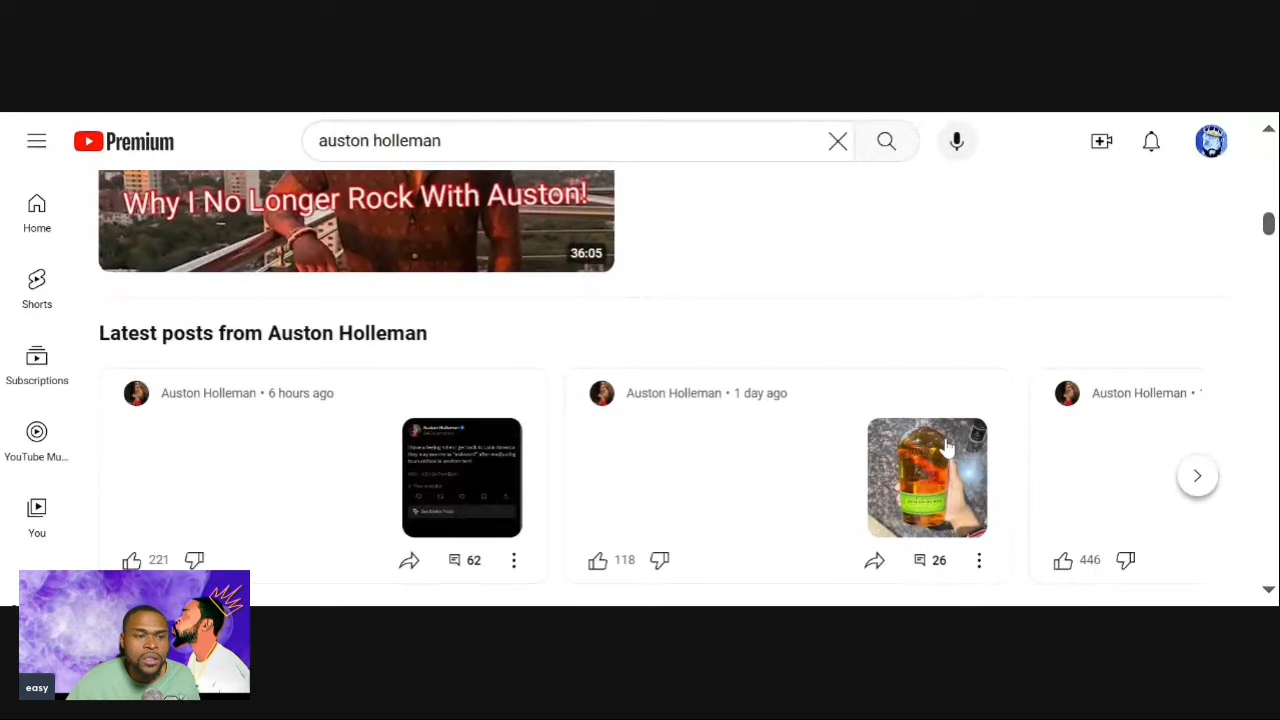 Premium
auston holleman
Why I No Longer Rock With Auston!
36:05
Home
Shorts
Subscriptions
YouTube Mu...
You
Latest posts from Auston Holleman
Auston Holleman • 6 hours ago
Auston Holleman • 1 day ago
Auston Holleman •
Auston Holleman
221
62
118
26
446
easy